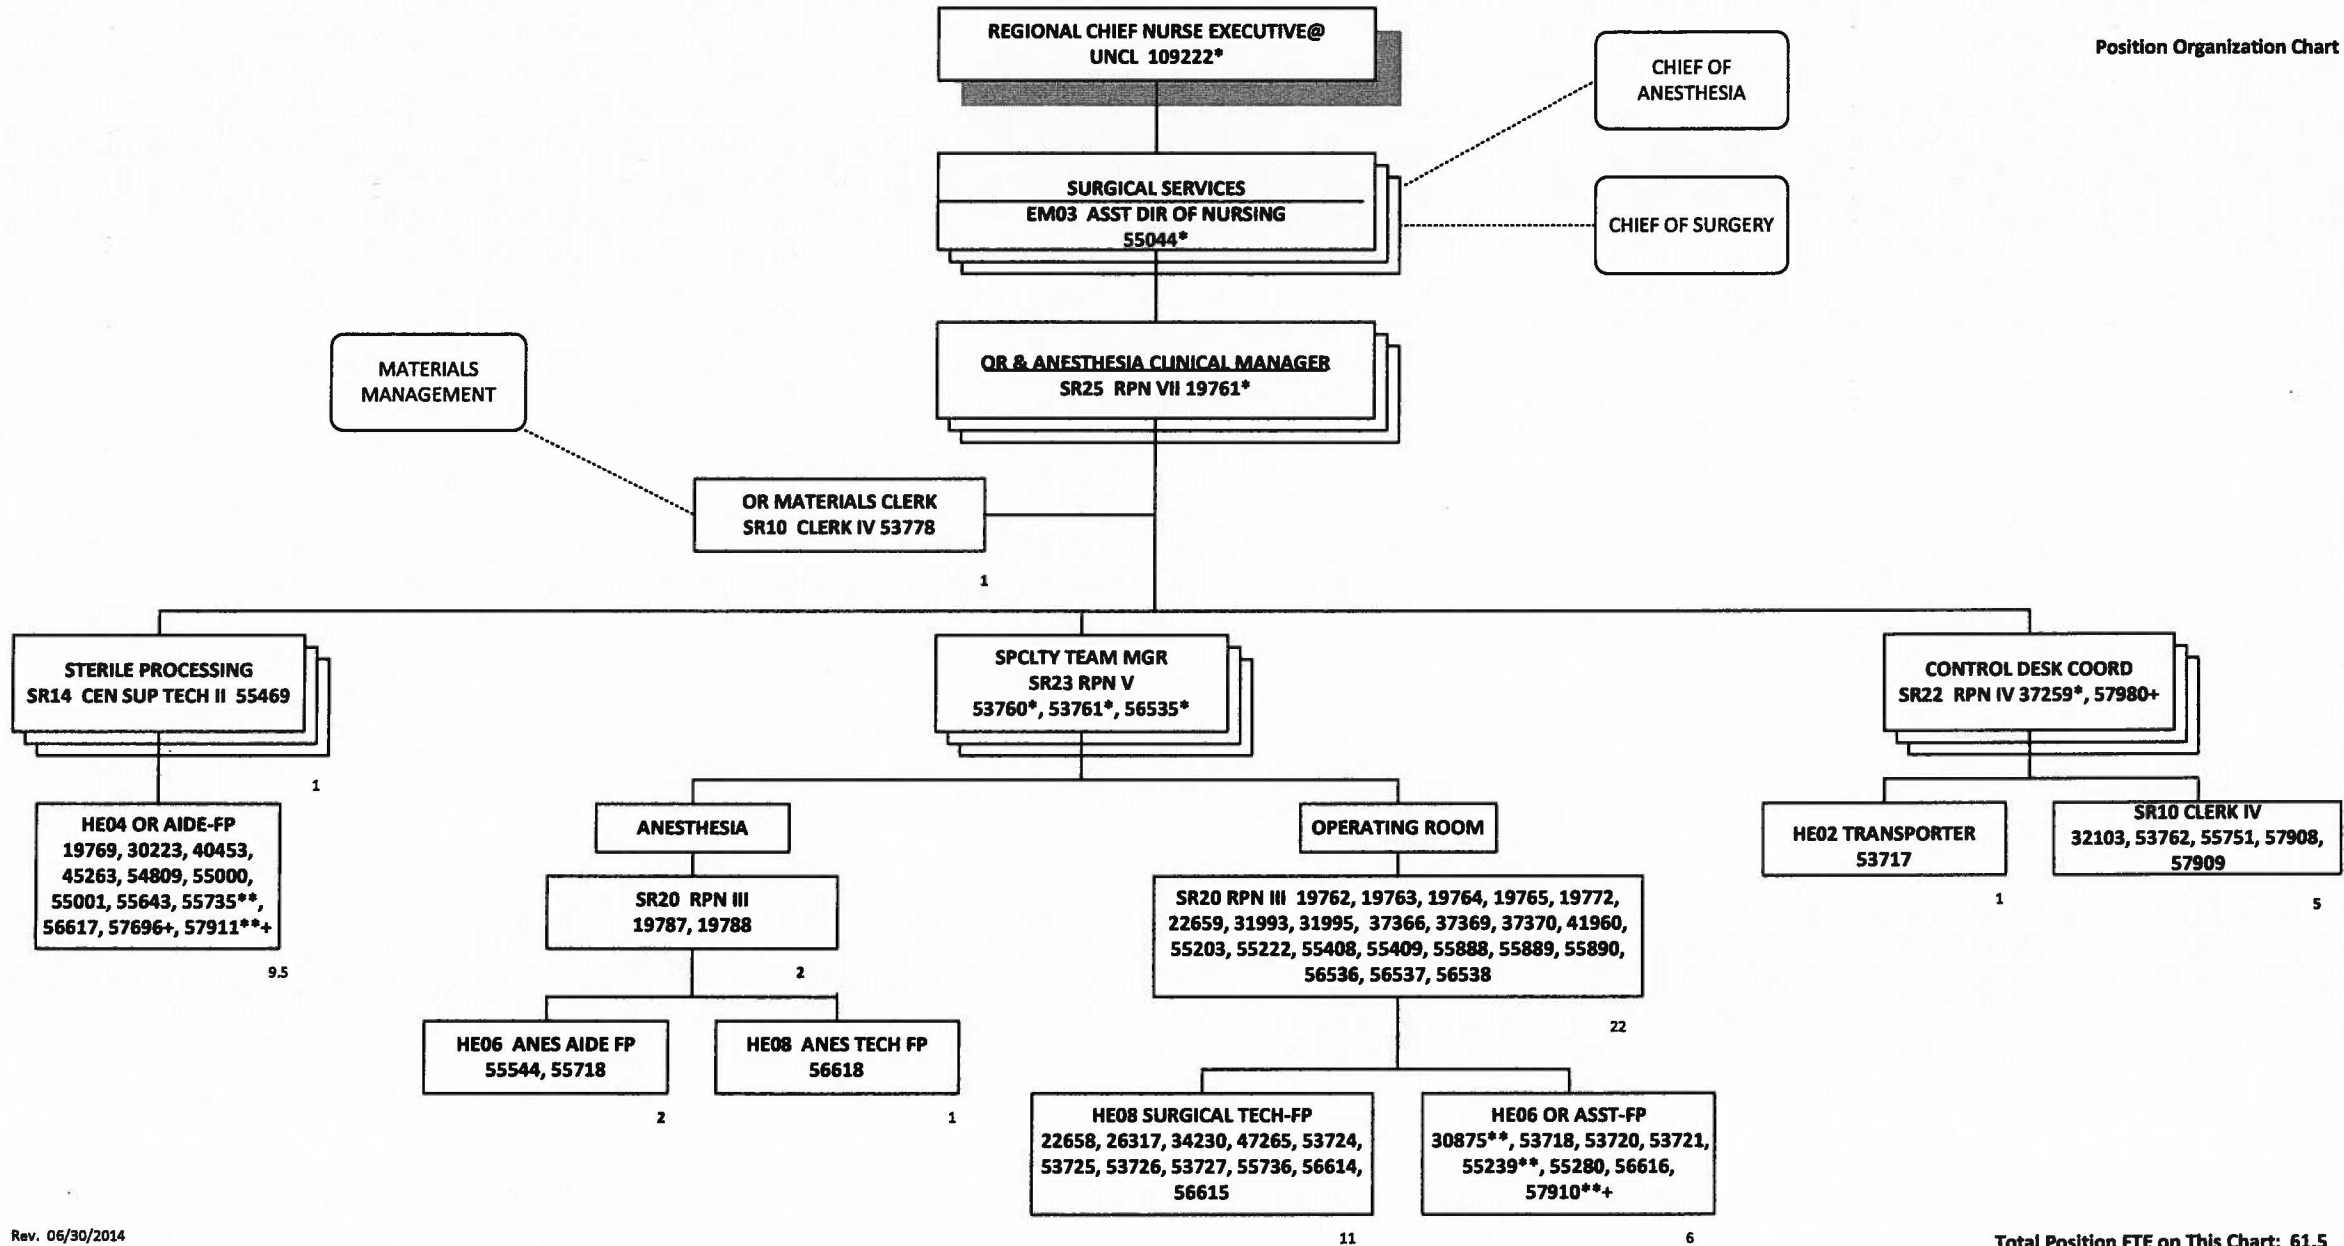 REGIONAL CHIEF NURSE EXECUTIVE@
UNCL 109222*
Position Organization Chart
CHIEF OF
ANESTHESIA
SURGICAL SERVICES
EM03 ASST DIR OF NURSING
55044*
CHIEF OF SURGERY
OR & ANESTHESIA CLINICAL MANAGER
SR25 RPN VII 19761*
MATERIALS
MANAGEMENT
OR MATERIALS CLERK
SR10 CLERK IV 53778
1
STERILE PROCESSING
SR14 CEN SUP TECH II 55469
1
SPCLTY TEAM MGR
SR23 RPN V
53760*, 53761*, 56535*
CONTROL DESK COORD
SR22 RPN IV 37259*, 57980+
HE04 OR AIDE-FP
19769, 30223, 40453,
45263, 54809, 55000,
55001, 55643, 55735**,
56617, 57696+, 57911**+
9.5
ANESTHESIA
SR20 RPN III
19787, 19788
2
HE06 ANES AIDE FP
55544, 55718
2
HE08 ANES TECH FP
56618
1
OPERATING ROOM
SR20 RPN III 19762, 19763, 19764, 19765, 19772,
22659, 31993, 31995, 37366, 37369, 37370, 41960,
55203, 55222, 55408, 55409, 55888, 55889, 55890,
56536, 56537, 56538
22
HE08 SURGICAL TECH-FP
22658, 26317, 34230, 47265, 53724,
53725, 53726, 53727, 55736, 56614,
56615
11
HE06 OR ASST-FP
30875**, 53718, 53720, 53721,
55239**, 55280, 56616,
57910**+
6
HE02 TRANSPORTER
53717
1
SR10 CLERK IV
32103, 53762, 55751, 57908,
57909
5
Rev. 06/30/2014
Total Position FTE on This Chart: 61.5